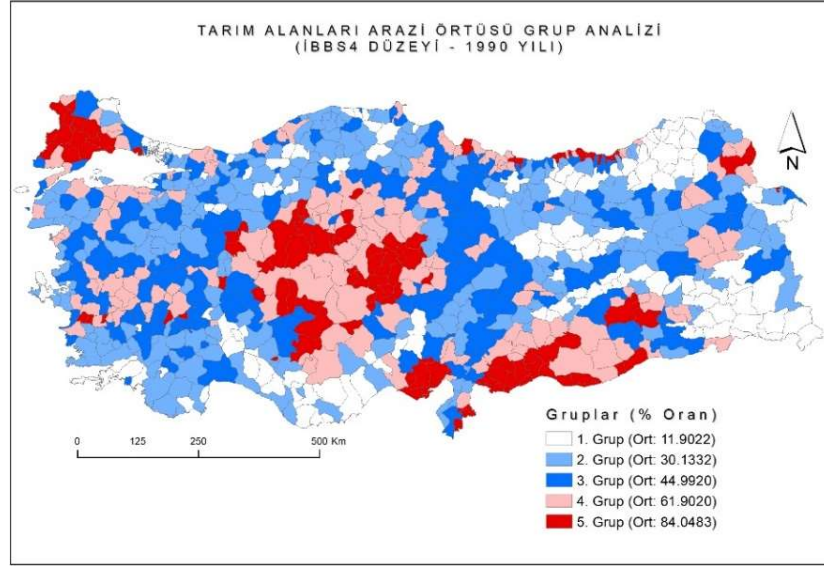 TARIM ALANLARI ARAZİ ÖRTÜSÜ GRUP ANALİZİ
(İBBS4 DÜZEYİ - 1990 YILI)
N
Gruplar (% Oran)
1. Grup (Ort: 11.9022)
2. Grup (Ort: 30.1332)
3. Grup (Ort: 44.9920)
4. Grup (Ort: 61.9020)
5. Grup (Ort: 84.0483)
0 125 250 500 Km